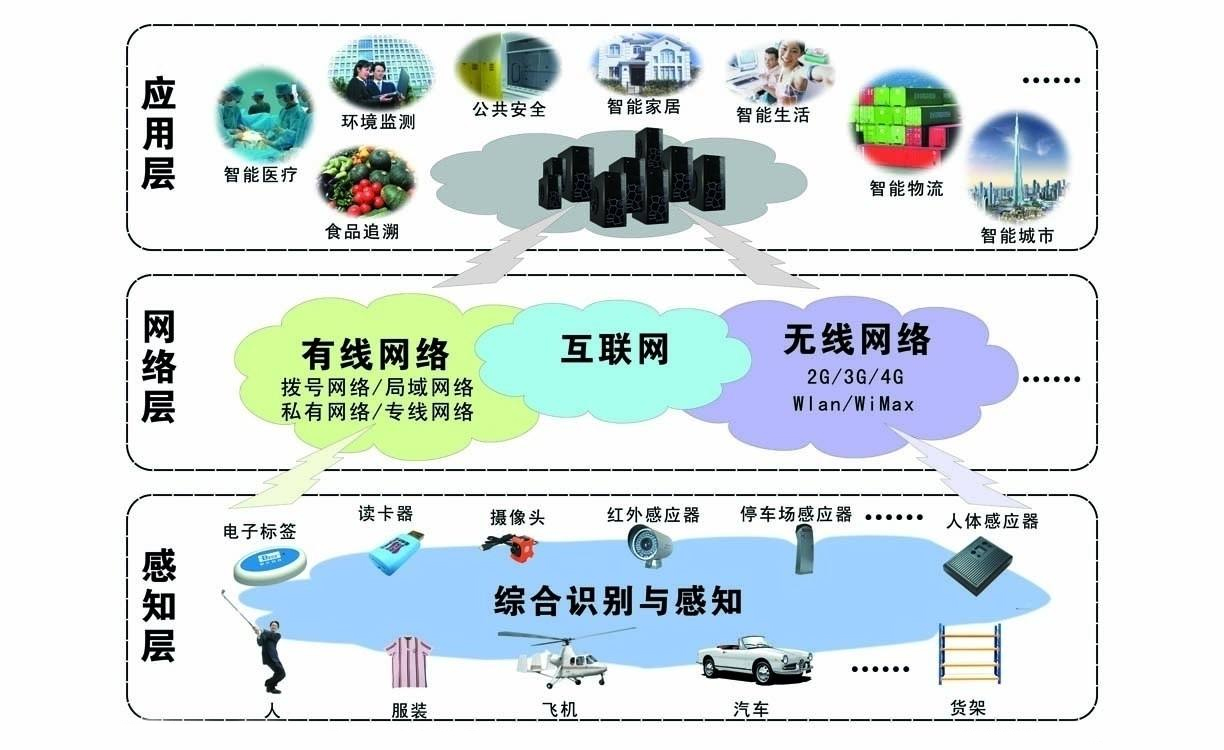 应用层
智能医疗
环境监测
公共安全
智能家居
智能生活
智能物流
食品追溯
智能城市
······
网络层
有线网络
拨号网络/局域网络
私有网络/专线网络
互联网
无线网络
2G/3G/4G
Wlan/WiMax
······
感知层
电子标签
读卡器
摄像头
红外感应器
停车场感应器
······
人体感应器
综合识别与感知
人
服装
飞机
汽车
······
货架